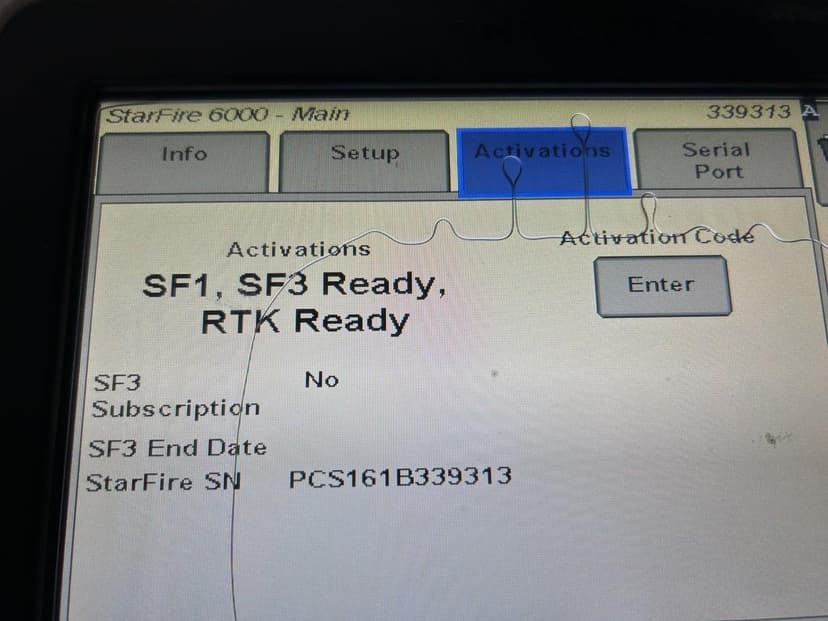 StarFire 6000 - Main 339313 A
Info
Setup
Activations
Serial
Port
Activations
SF1, SF3 Ready,
RTK Ready
Activation Code
Enter
SF3
Subscription
No
SF3 End Date
StarFire SN PCS161B339313